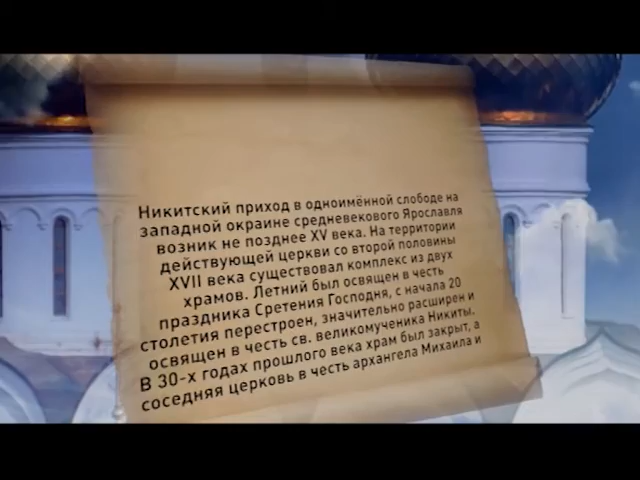 Никитский приход в одноимённой слободе на
западной окраине средневекового Ярославля
возник не позднее XV века. На территории
действующей церкви со второй половины
XVII века существовал комплекс из двух
храмов. Летний был освящен в честь
праздника Сретения Господня, с начала 20
столетия перестроен, значительно расширен и
освящен в честь св. великомученика Никиты.
В 30-х годах прошлого века храм был закрыт, а
соседняя церковь в честь архангела Михаила и